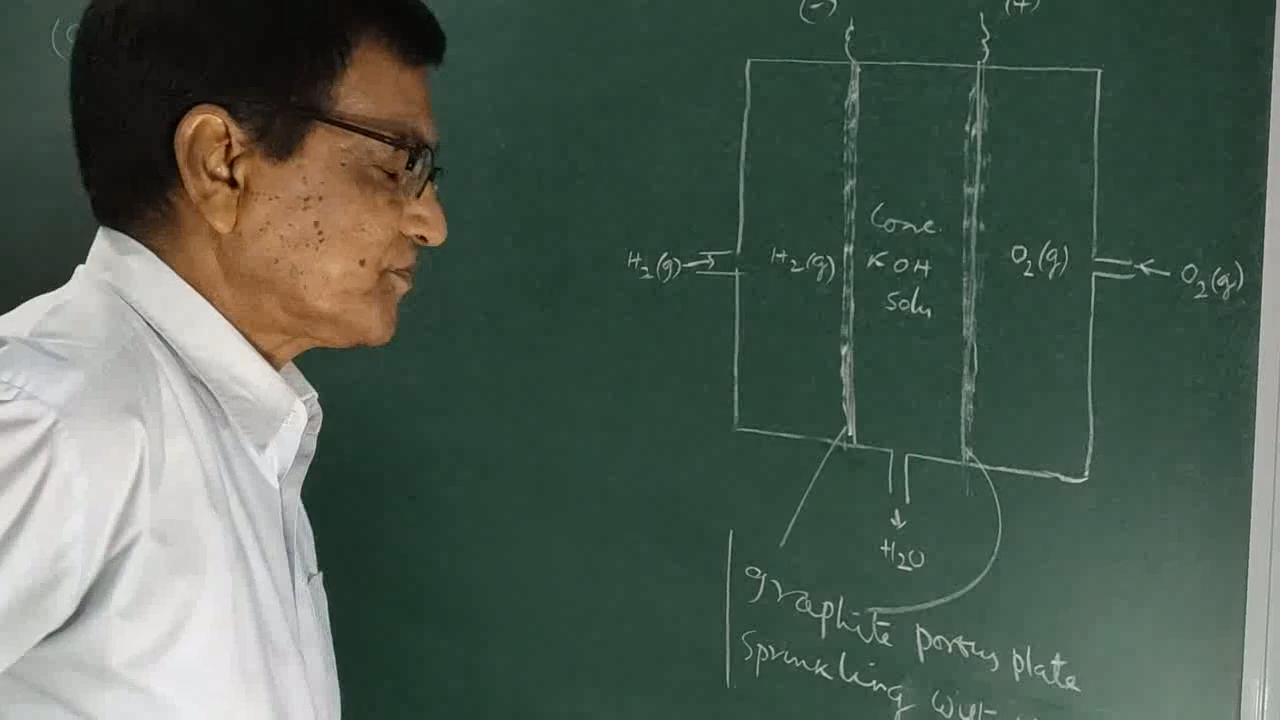 (-) (+)
H₂(g) H₂(g) Conc. O₂(g) O₂(g)
KOH
Soln
H₂O
graphite porous plate
Sprinkling